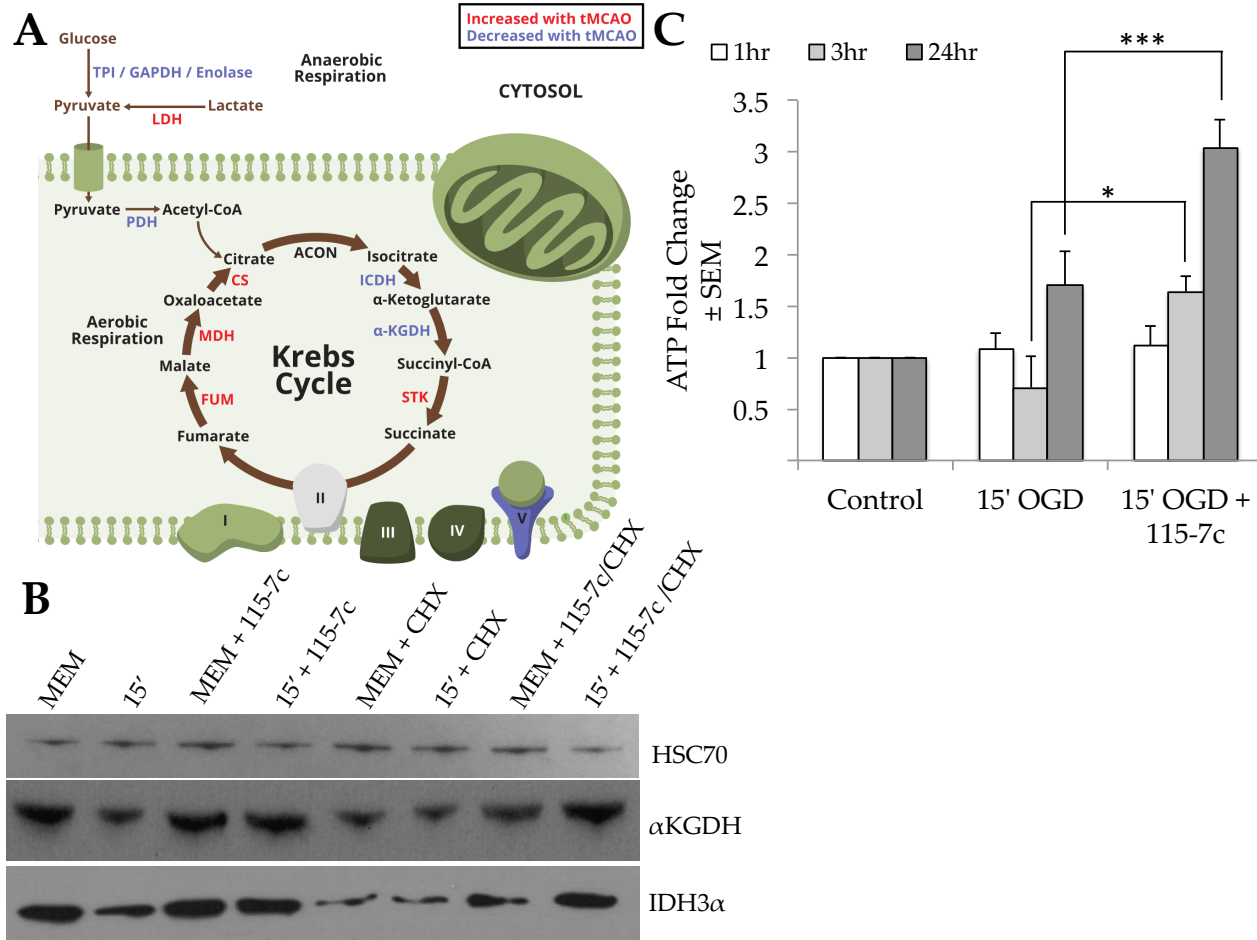 A
Increased with tMCAO
Decreased with tMCAO
Glucose
TPI / GAPDH / Enolase
Anaerobic
Respiration
CYTOSOL
Pyruvate
Lactate
LDH
Pyruvate
PDH
Acetyl-CoA
Citrate
ACON
Isocitrate
CS
ICDH
Oxaloacetate
α-Ketoglutarate
Aerobic
Respiration
MDH
α-KGDH
Krebs
Cycle
Malate
Succinyl-CoA
FUM
STK
Fumarate
Succinate
I
II
III
IV
V
B
MEM
15'
MEM + 115-7c
15' + 115-7c
MEM + CHX
15' + CHX
MEM + 115-7c/CHX
15' + 115-7c /CHX
HSC70
αKGDH
IDH3α
C
1hr
3hr
24hr
***
*
ATP Fold Change
± SEM
3.5
3
2.5
2
1.5
1
0.5
Control
15' OGD
15' OGD +
115-7c